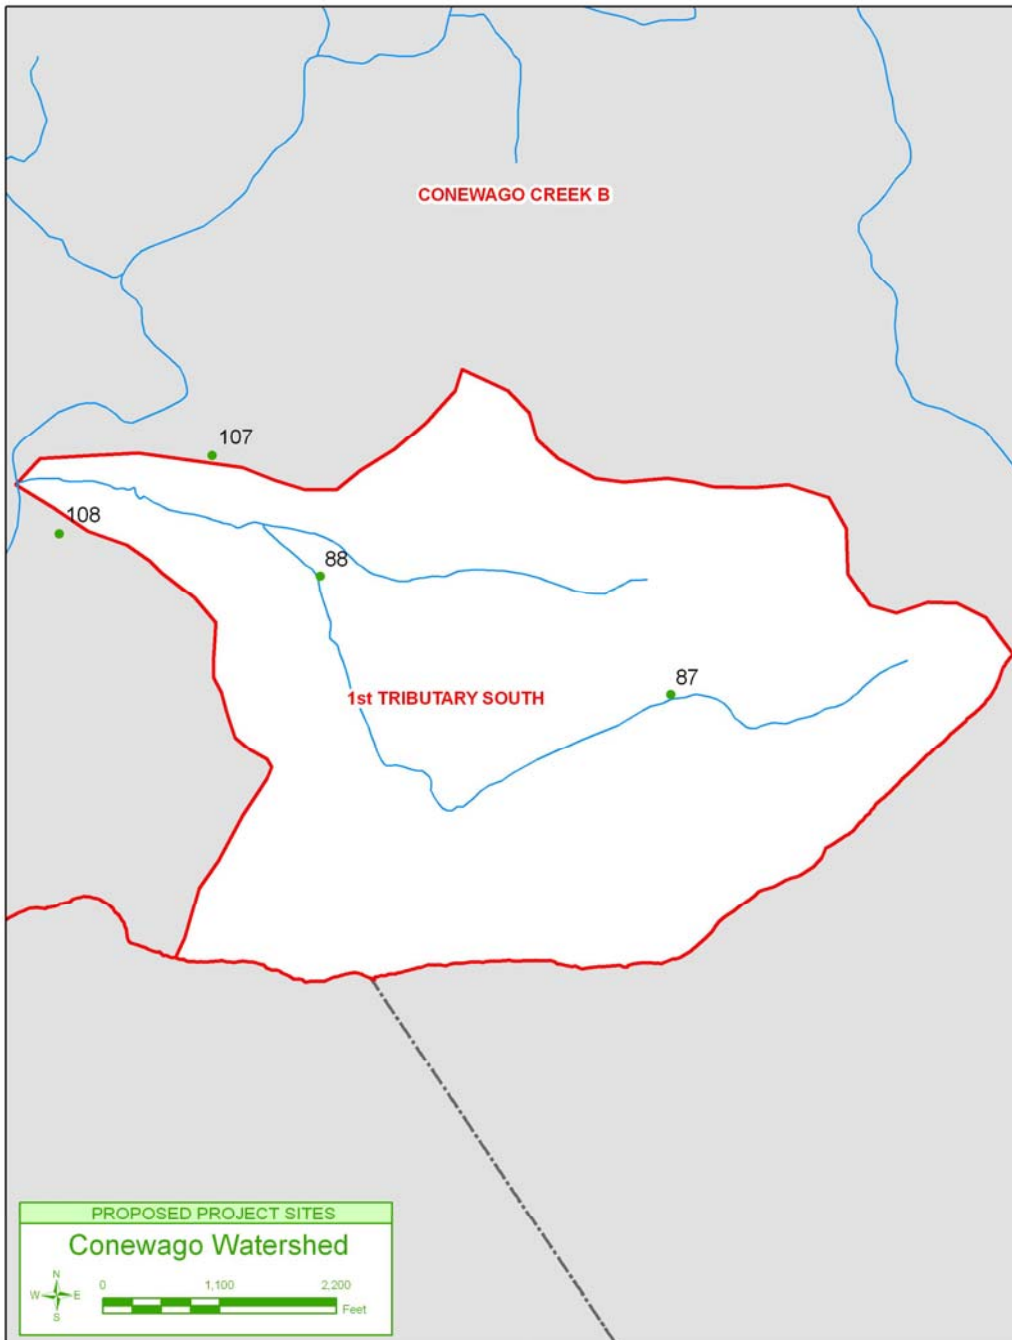 CONEWAGO CREEK B
107
108
88
87
1st TRIBUTARY SOUTH
PROPOSED PROJECT SITES
Conewago Watershed
N
W E
S
0 1,100 2,200
Feet